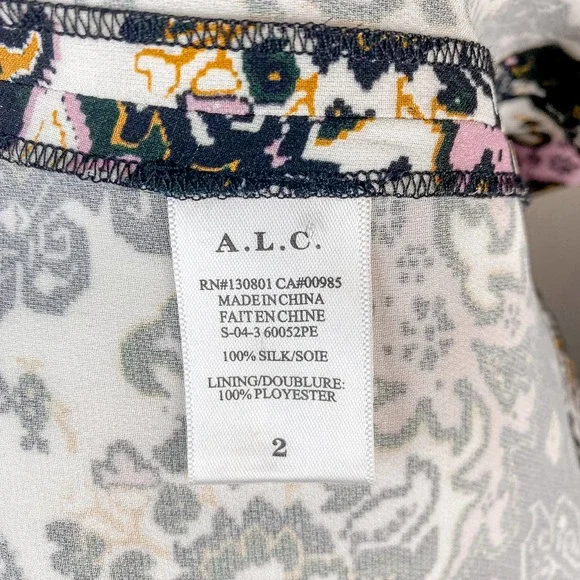 A.L.C.
RN#130801 CA#00985
MADE IN CHINA
FAIT EN CHINE
S-04-3 60052PE
100% SILK/SOIE
LINING/DOUBLURE:
100% PLOYESTER
2